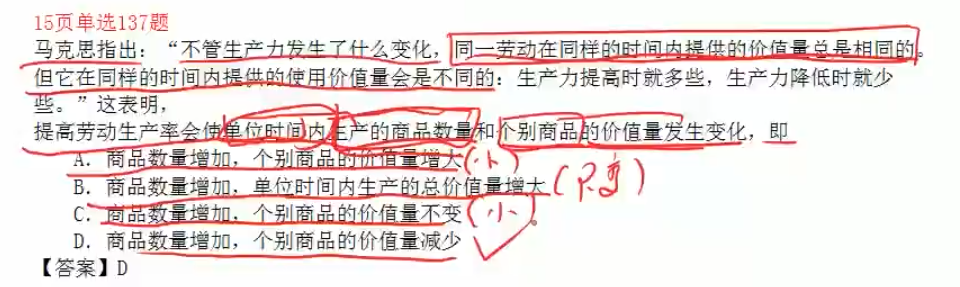 15页单选137题
马克思指出：“不管生产力发生了什么变化，同一劳动在同样的时间内提供的价值量总是相同的。
但它在同样的时间内提供的使用价值量会是不同的：生产力提高时就多些，生产力降低时就少
些。”这表明，
提高劳动生产率会使单位时间内生产的商品数量和个别商品的价值量发生变化，即
A．商品数量增加，个别商品的价值量增大(小)
B．商品数量增加，单位时间内生产的总价值量增大(不变)
C．商品数量增加，个别商品的价值量不变(小)。
D．商品数量增加，个别商品的价值量减少
【答案】D